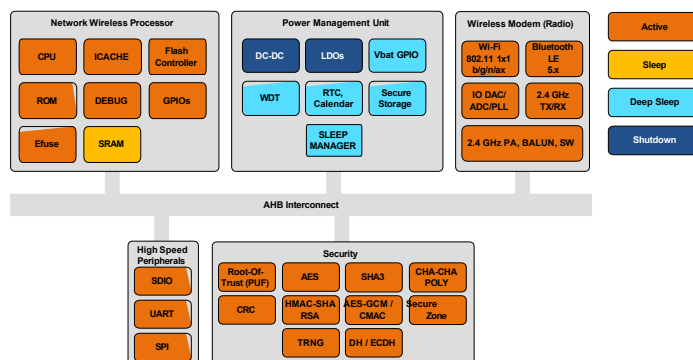 Network Wireless Processor
CPU
ICACHE
Flash
Controller
ROM
DEBUG
GPIOs
Efuse
SRAM
Power Management Unit
DC-DC
LDOs
Vbat GPIO
WDT
RTC,
Calendar
Secure
Storage
SLEEP
MANAGER
Wireless Modem (Radio)
Wi-Fi
802.11 1x1
b/g/n/ax
Bluetooth
LE
5.x
IO DAC/
ADC/PLL
2.4 GHz
TX/RX
2.4 GHz PA, BALUN, SW
Active
Sleep
Deep Sleep
Shutdown
AHB Interconnect
High Speed
Peripherals
SDIO
UART
SPI
Security
Root-Of-
Trust (PUF)
AES
SHA3
CHA-CHA
POLY
CRC
HMAC-SHA
RSA
AES-GCM /
CMAC
Secure
Zone
TRNG
DH / ECDH